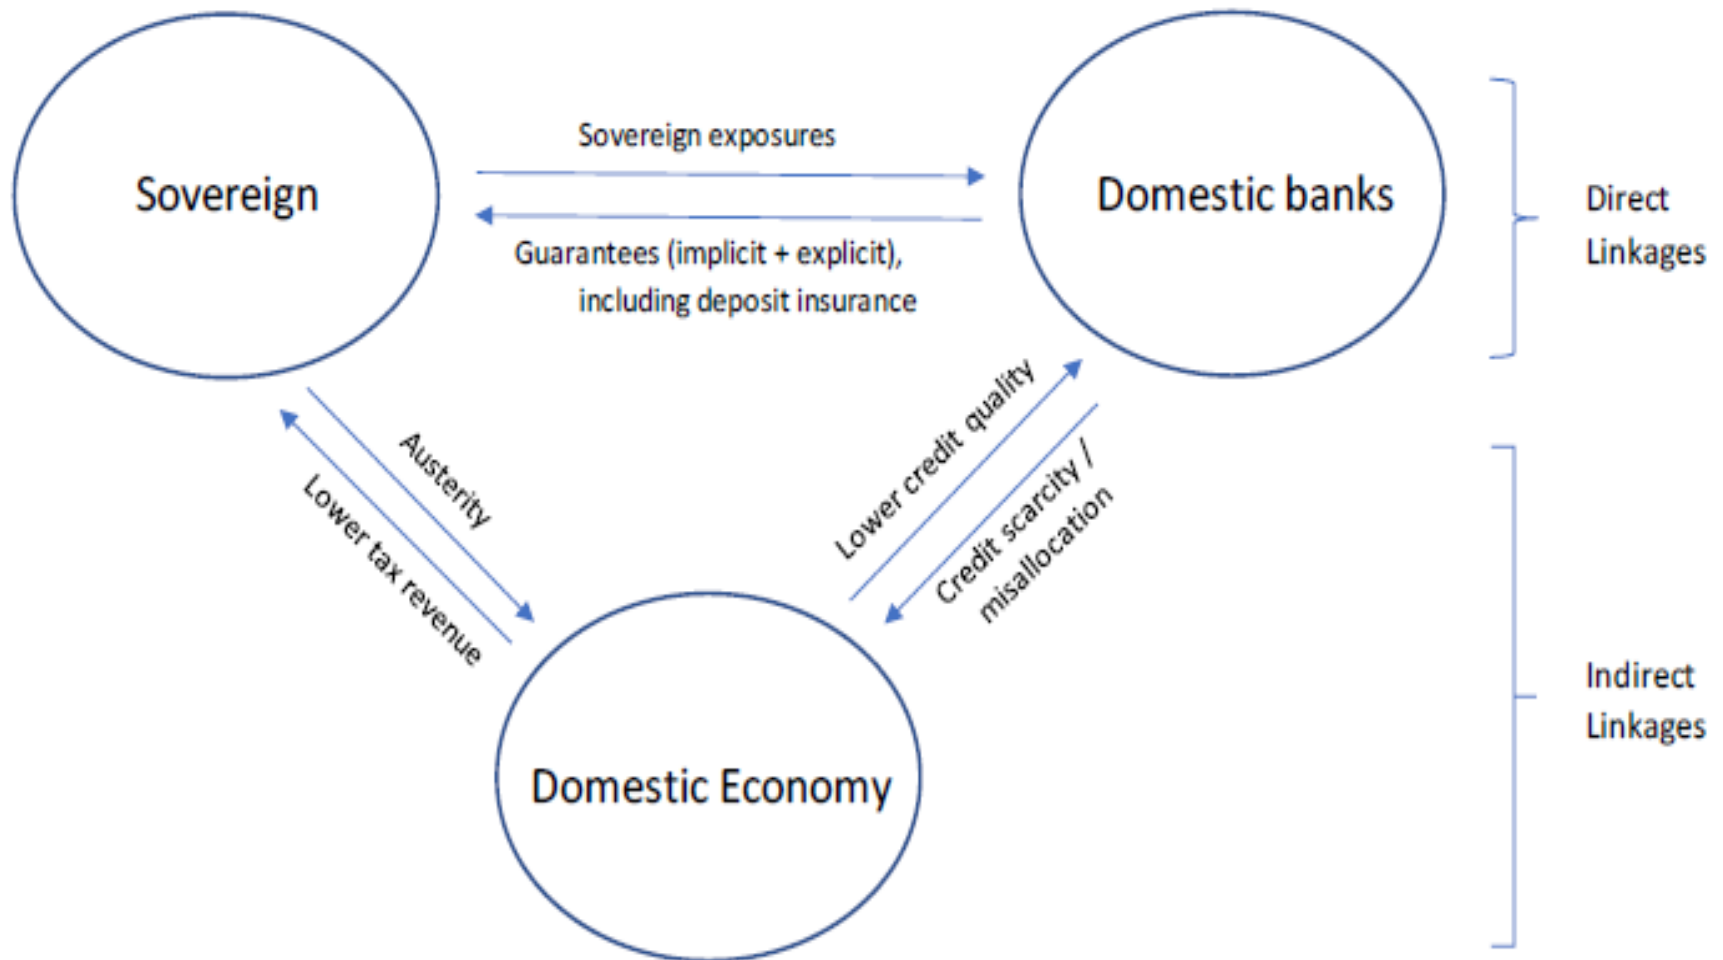 Sovereign exposures
Sovereign
Domestic banks
Direct
Linkages
Guarantees (implicit + explicit),
including deposit insurance
Austerity
Lower tax revenue
Lower credit quality
Credit scarcity /
misallocation
Domestic Economy
Indirect
Linkages